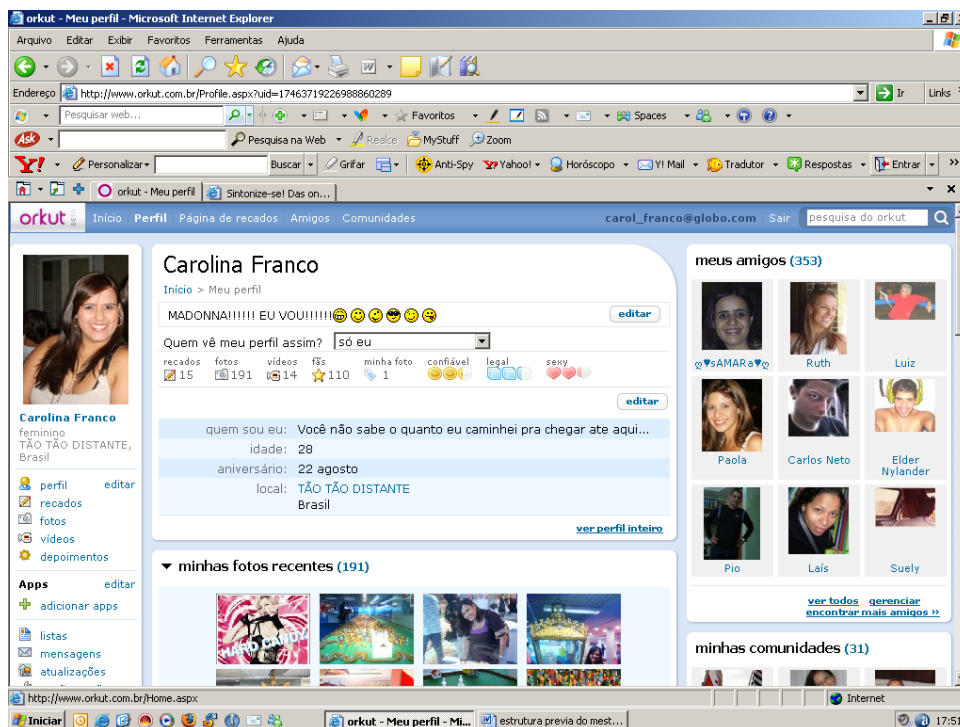 orkut - Meu perfil - Microsoft Internet Explorer
Arquivo Editar Exibir Favoritos Ferramentas Ajuda
Endereço http://www.orkut.com.br/Profile.aspx?uid=17463719226988860289 Ir Links
Pesquisar web... Favoritos Spaces
Ask Pesquisa na Web Realce MyStuff Zoom
Y! Personalizar Buscar Grifar Anti-Spy Yahoo! Horóscopo Y! Mail Tradutor Respostas Entrar
orkut - Meu perfil Sintonize-se! Das on...
orkut BETA Início Perfil Página de recados Amigos Comunidades carol_franco@globo.com Sair pesquisa do orkut
Carolina Franco
Início > Meu perfil
MADONNA!!!!!! EU VOU!!!!!! editar
Quem vê meu perfil assim? só eu
recados fotos vídeos fãs minha foto confiável legal sexy
15 191 14 110 1
editar
quem sou eu: Você não sabe o quanto eu caminhei pra chegar ate aqui...
idade: 28
aniversário: 22 agosto
local: TÃO TÃO DISTANTE
Brasil
ver perfil inteiro
minhas fotos recentes (191)
HARD CANDY
Carolina Franco
feminino
TÃO TÃO DISTANTE,
Brasil
perfil editar
recados
fotos
vídeos
depoimentos
Apps editar
adicionar apps
listas
mensagens
atualizações
meus amigos (353)
ღ♥sAMARa♥ღ Ruth Luiz
Paola Carlos Neto Elder Nylander
Pio Laís Suely
ver todos gerenciar
encontrar mais amigos »
minhas comunidades (31)
http://www.orkut.com.br/Home.aspx Internet
Iniciar orkut - Meu perfil - Mi... estrutura previa do mest... 17:51